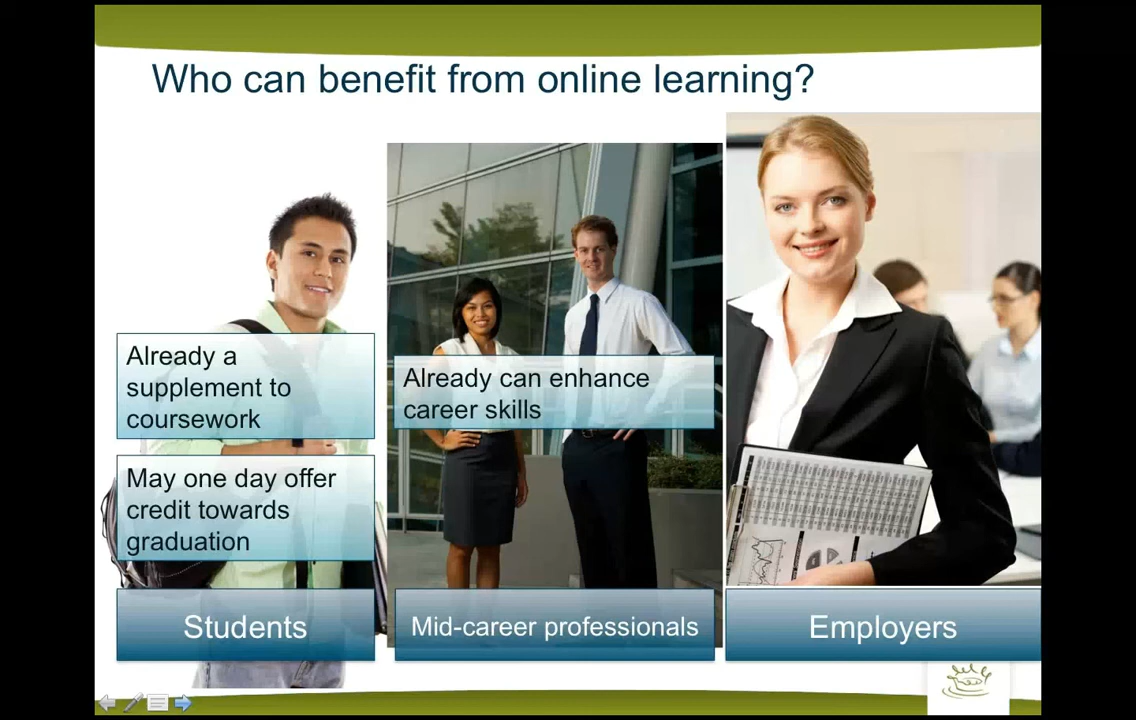 Who can benefit from online learning?
Already a
supplement to
coursework
May one day offer
credit towards
graduation
Students
Already can enhance
career skills
Mid-career professionals
Employers